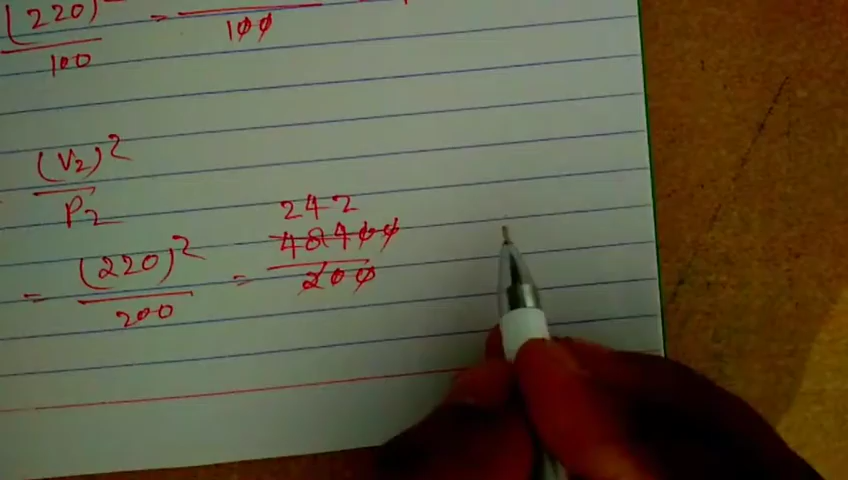 (220)
100
=
100
(V2)²
P2
242
= (220)² = 48400
200 200